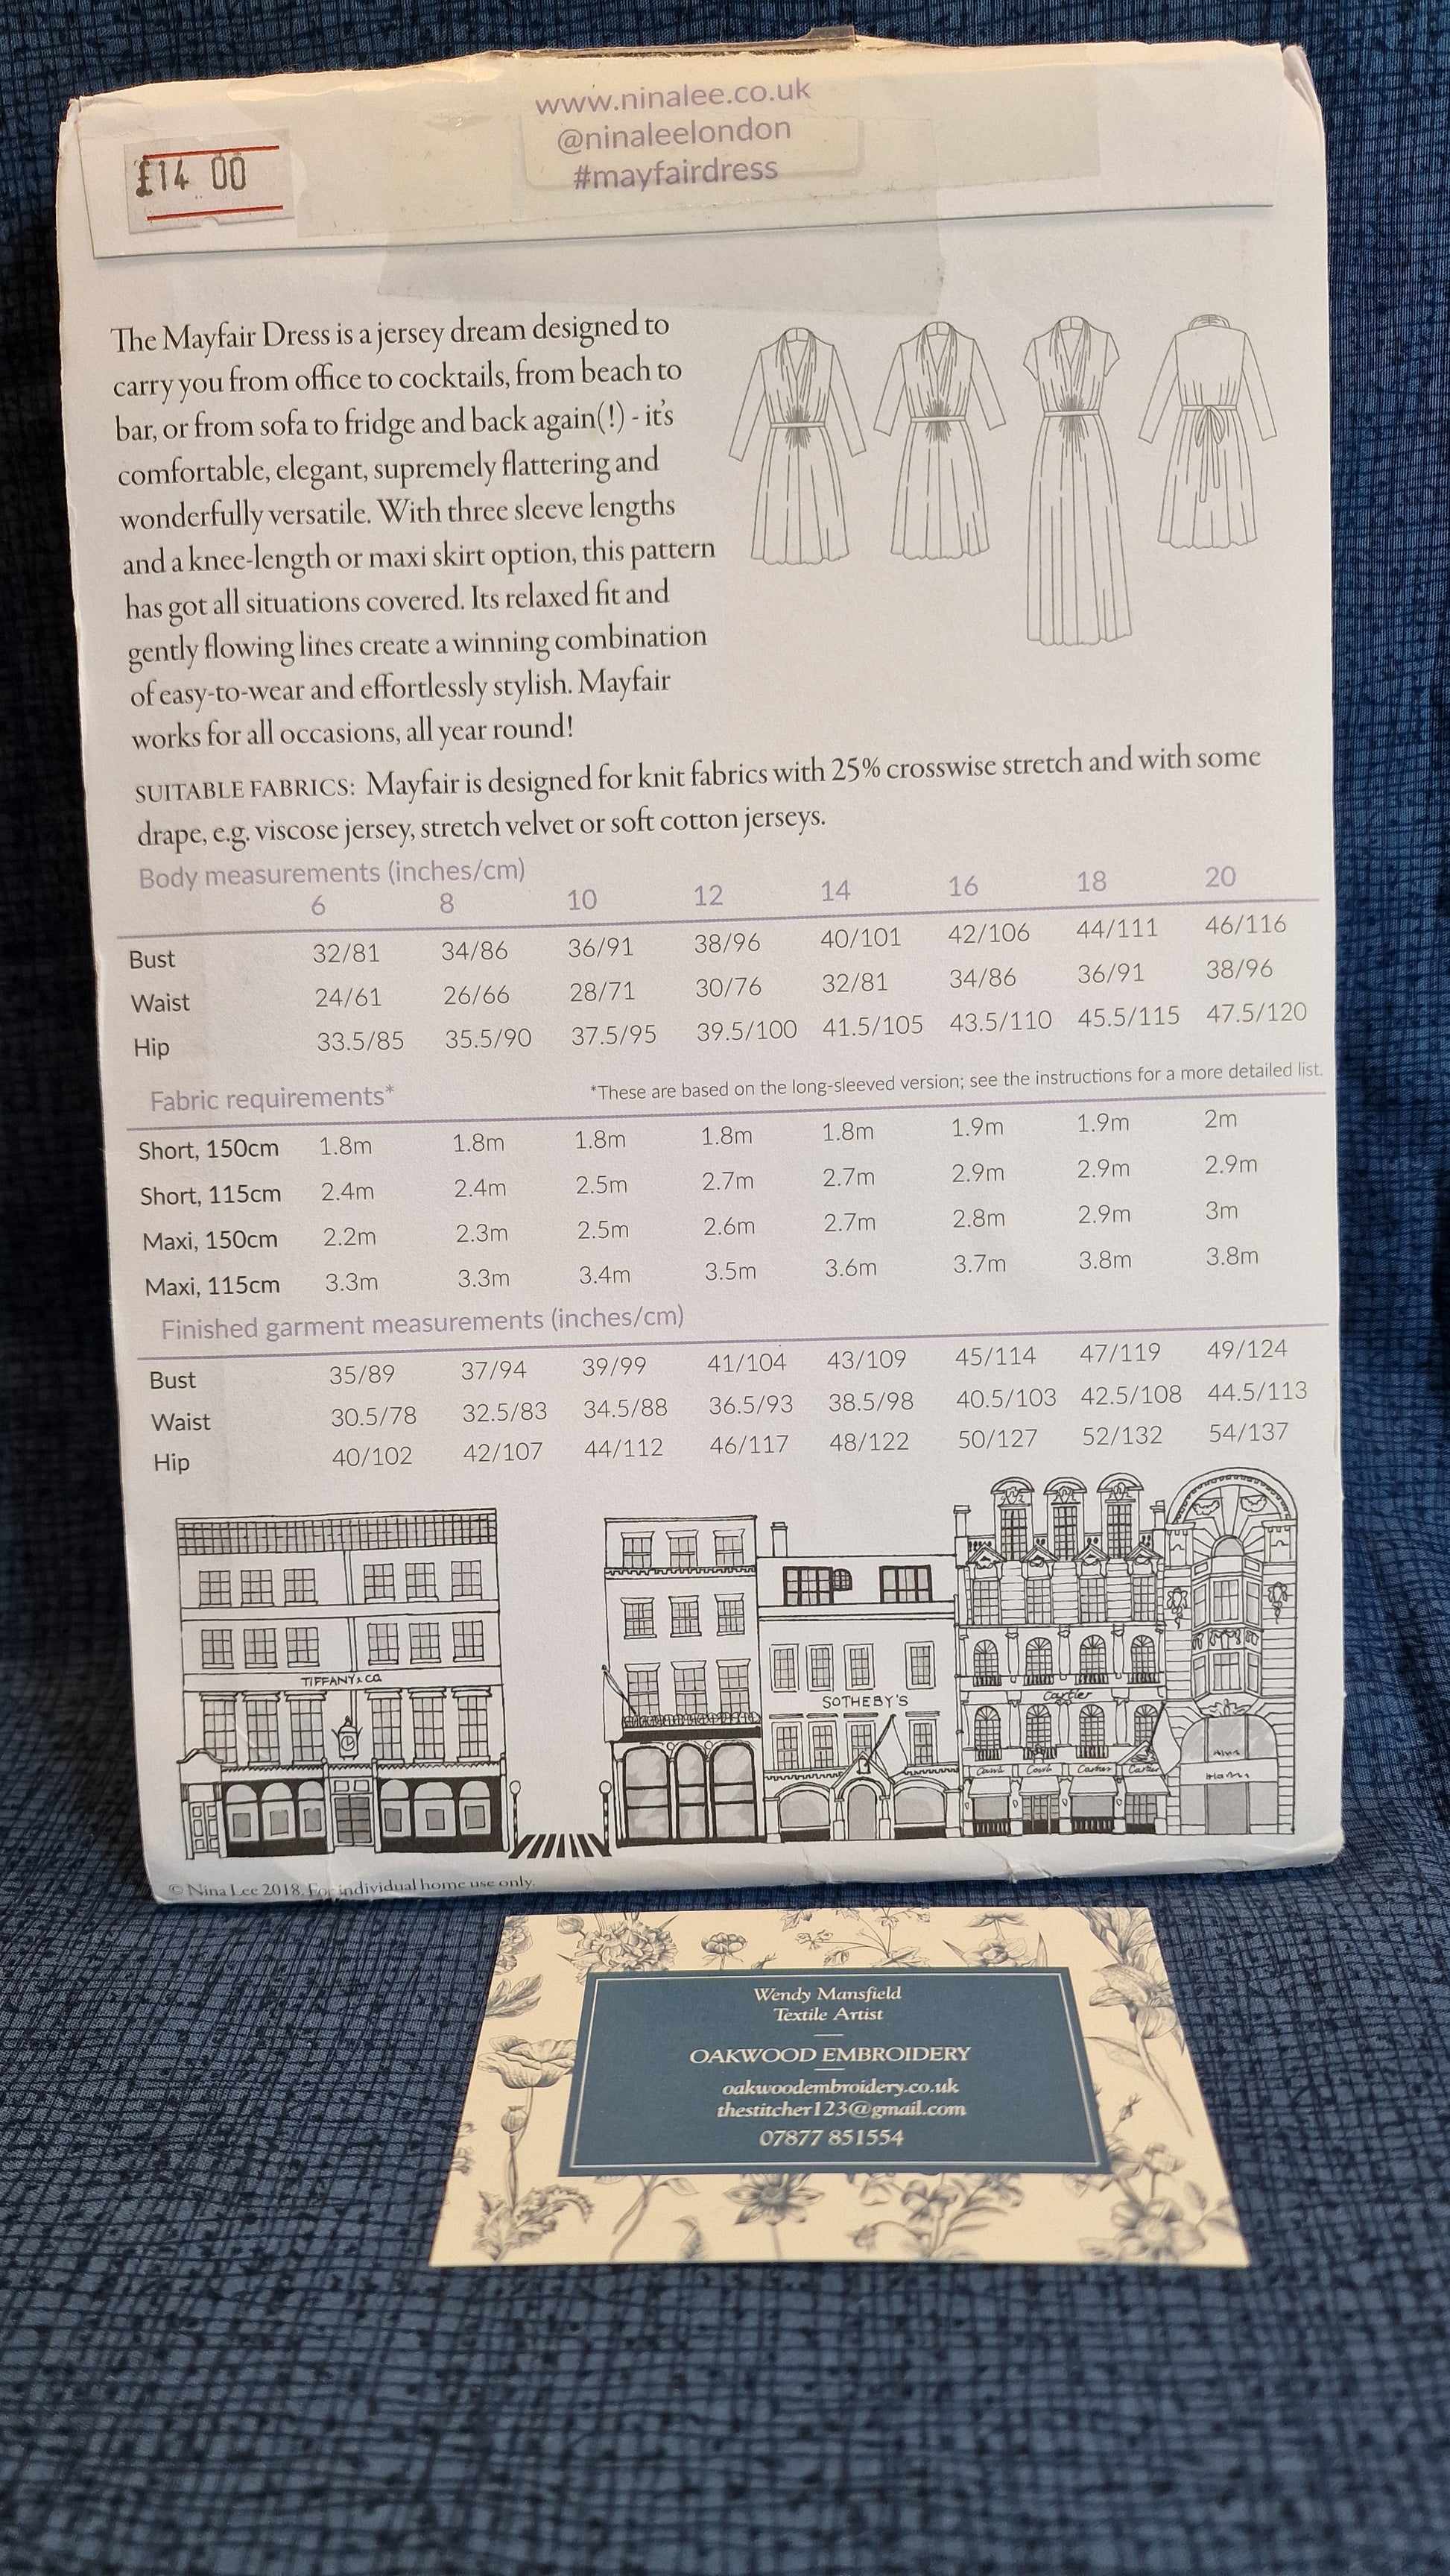 www.ninalee.co.uk
@ninaleelondon
#mayfairdress
£14 00
The Mayfair Dress is a jersey dream designed to
carry you from office to cocktails, from beach to
bar, or from sofa to fridge and back again(!) - it's
comfortable, elegant, supremely flattering and
wonderfully versatile. With three sleeve lengths
and a knee-length or maxi skirt option, this pattern
has got all situations covered. Its relaxed fit and
gently flowing lines create a winning combination
of easy-to-wear and effortlessly stylish. Mayfair
works for all occasions, all year round!
SUITABLE FABRICS: Mayfair is designed for knit fabrics with 25% crosswise stretch and with some
drape, e.g. viscose jersey, stretch velvet or soft cotton jerseys.
Body measurements (inches/cm)
6 8 10 12 14 16 18 20
Bust 32/81 34/86 36/91 38/96 40/101 42/106 44/111 46/116
Waist 24/61 26/66 28/71 30/76 32/81 34/86 36/91 38/96
Hip 33.5/85 35.5/90 37.5/95 39.5/100 41.5/105 43.5/110 45.5/115 47.5/120
Fabric requirements* *These are based on the long-sleeved version; see the instructions for a more detailed list.
Short, 150cm 1.8m 1.8m 1.8m 1.8m 1.8m 1.9m 1.9m 2m
Short, 115cm 2.4m 2.4m 2.5m 2.7m 2.7m 2.9m 2.9m 2.9m
Maxi, 150cm 2.2m 2.3m 2.5m 2.6m 2.7m 2.8m 2.9m 3m
Maxi, 115cm 3.3m 3.3m 3.4m 3.5m 3.6m 3.7m 3.8m 3.8m
Finished garment measurements (inches/cm)
Bust 35/89 37/94 39/99 41/104 43/109 45/114 47/119 49/124
Waist 30.5/78 32.5/83 34.5/88 36.5/93 38.5/98 40.5/103 42.5/108 44.5/113
Hip 40/102 42/107 44/112 46/117 48/122 50/127 52/132 54/137
TIFFANY & CO
SOTHEBY'S
Cartier
Cartier Cartier
© Nina Lee 2018. For individual home use only.
Wendy Mansfield
Textile Artist
OAKWOOD EMBROIDERY
oakwoodembroidery.co.uk
thestitcher123@gmail.com
07877 851554